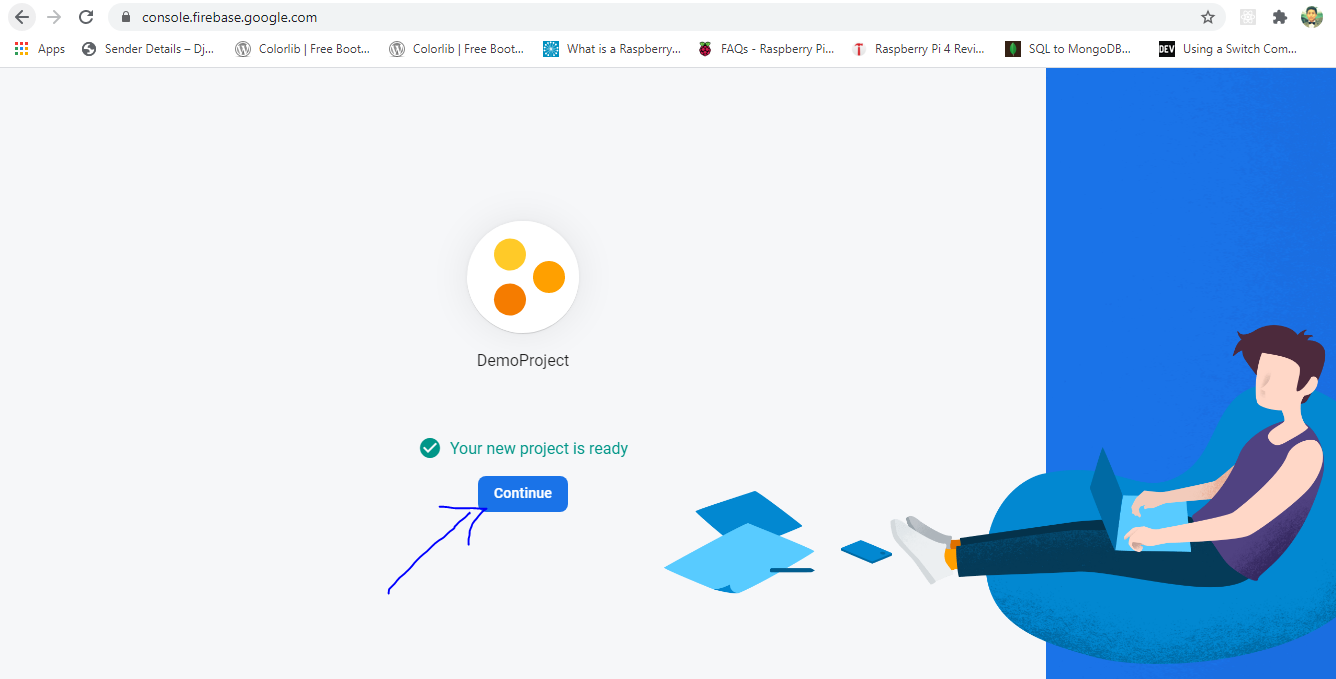 console.firebase.google.com
Apps Sender Details – Dj... Colorlib | Free Boot... Colorlib | Free Boot... What is a Raspberry... FAQs - Raspberry Pi... Raspberry Pi 4 Revi... SQL to MongoDB... DEV Using a Switch Com...
DemoProject
Your new project is ready
Continue